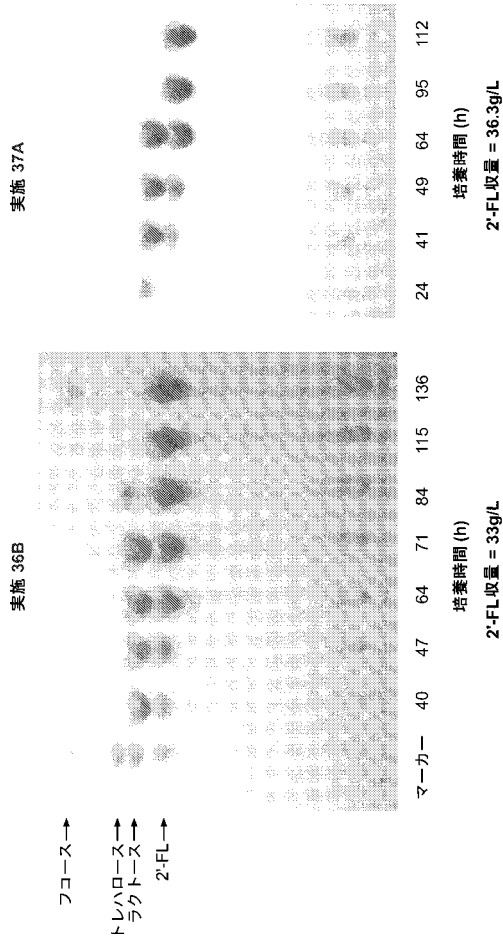 実施 36B
フコース→
トレハロース→
ラクトース→
2'-FL→
マーカー 40 47 64 71 84 115 136
培養時間 (h)
2'-FL収量 = 33g/L
実施 37A
24 41 49 64 95 112
培養時間 (h)
2'-FL収量 = 36.3g/L